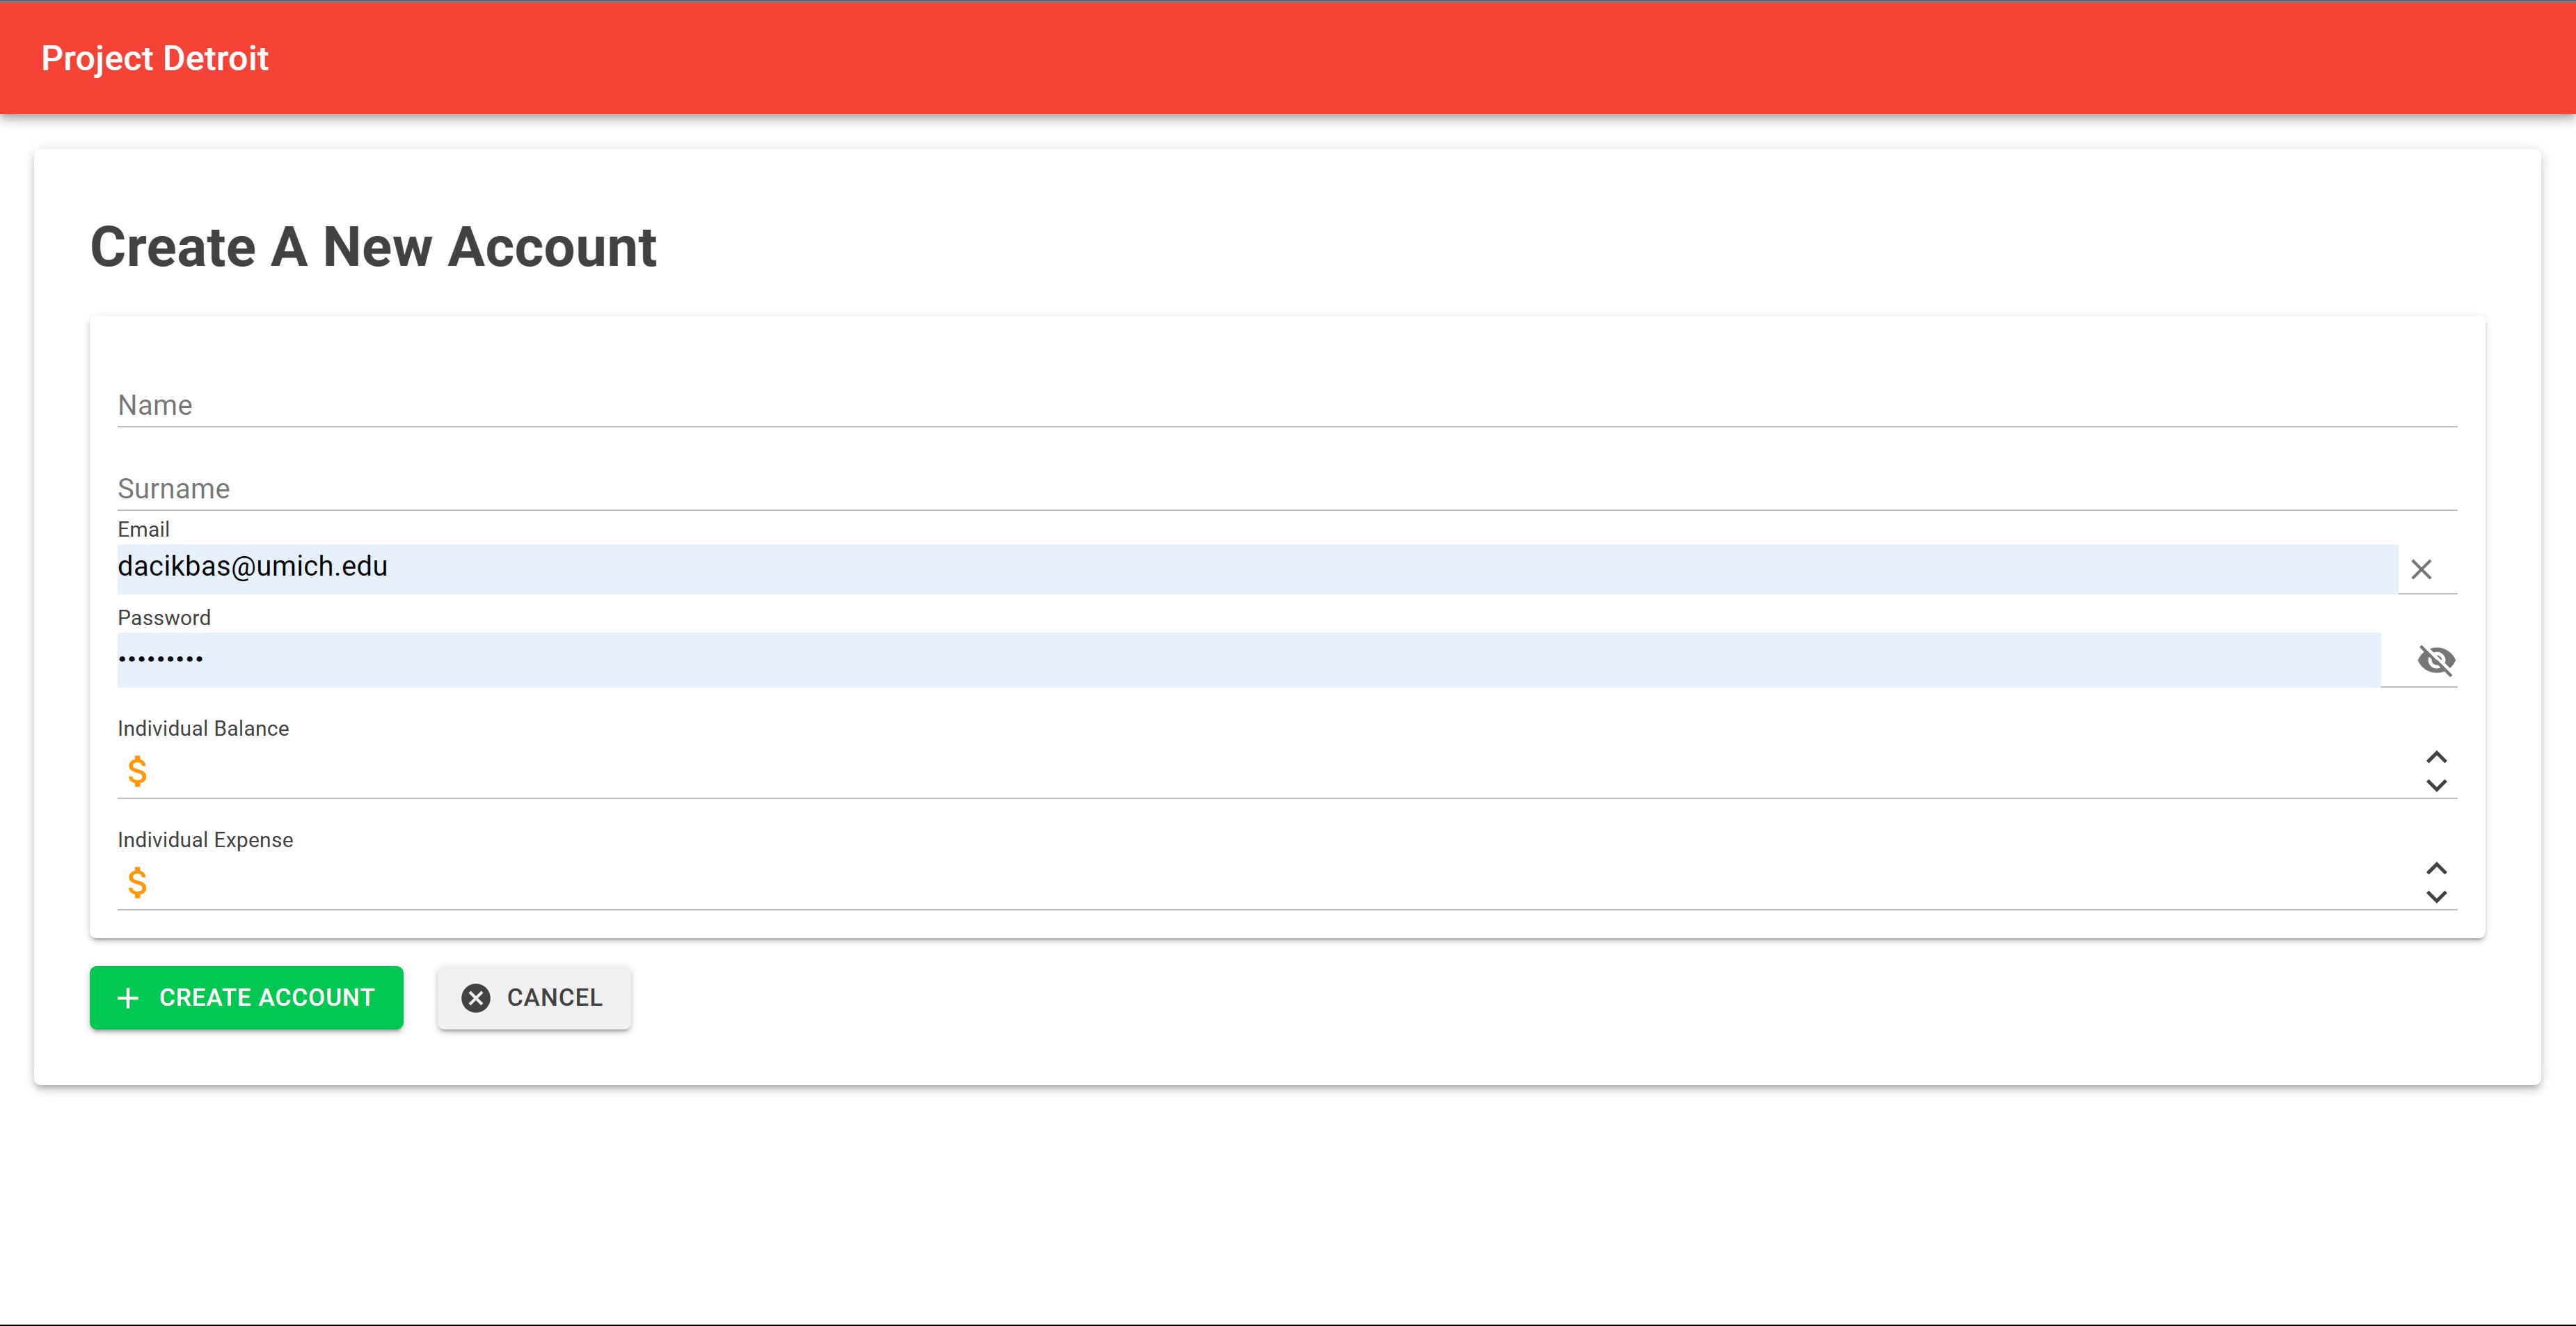 Project Detroit
Create A New Account
Name
Surname
Email
dacikbas@umich.edu
Password
•••••••••
Individual Balance
$
Individual Expense
$
CREATE ACCOUNT
CANCEL